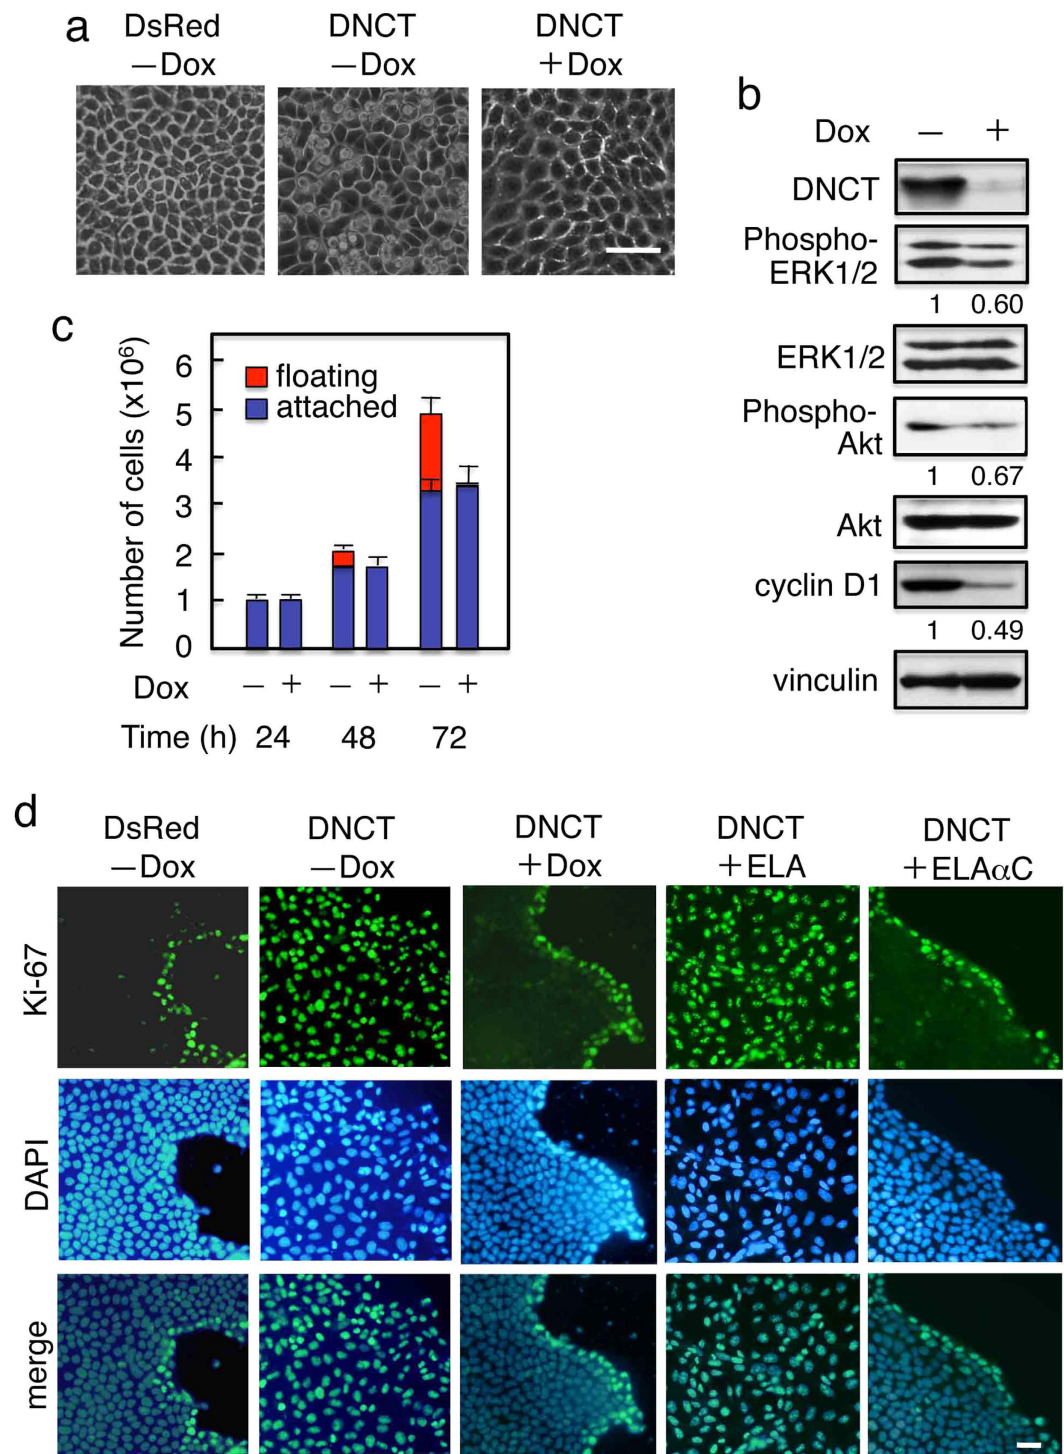 a
DsRed
−Dox
DNCT
−Dox
DNCT
+Dox
b
Dox − +
DNCT
Phospho-
ERK1/2
1 0.60
ERK1/2
Phospho-
Akt
1 0.67
Akt
cyclin D1
1 0.49
vinculin
c
Number of cells (x10⁶)
6
5
4
3
2
1
0
floating
attached
Dox − + − + − +
Time (h) 24 48 72
d
DsRed
−Dox
DNCT
−Dox
DNCT
+Dox
DNCT
+ELA
DNCT
+ELAαC
Ki-67
DAPI
merge